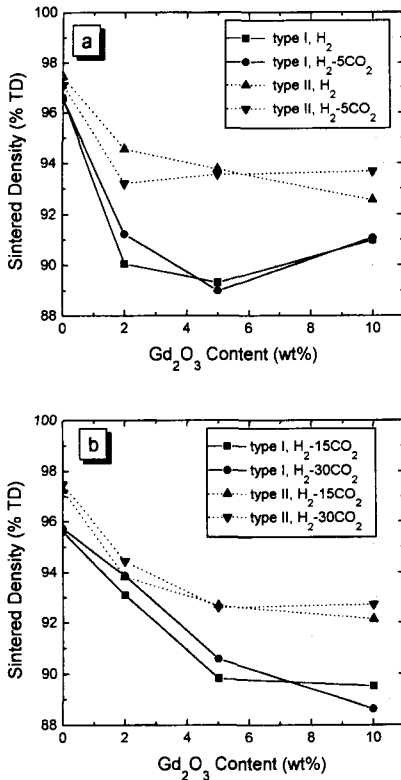 a
type I, H₂
type I, H₂-5CO₂
type II, H₂
type II, H₂-5CO₂
Sintered Density (% TD)
100
98
96
94
92
90
88
0 2 4 6 8 10
Gd₂O₃ Content (wt%)
b
type I, H₂-15CO₂
type I, H₂-30CO₂
type II, H₂-15CO₂
type II, H₂-30CO₂
Sintered Density (% TD)
100
98
96
94
92
90
88
0 2 4 6 8 10
Gd₂O₃ Content (wt%)